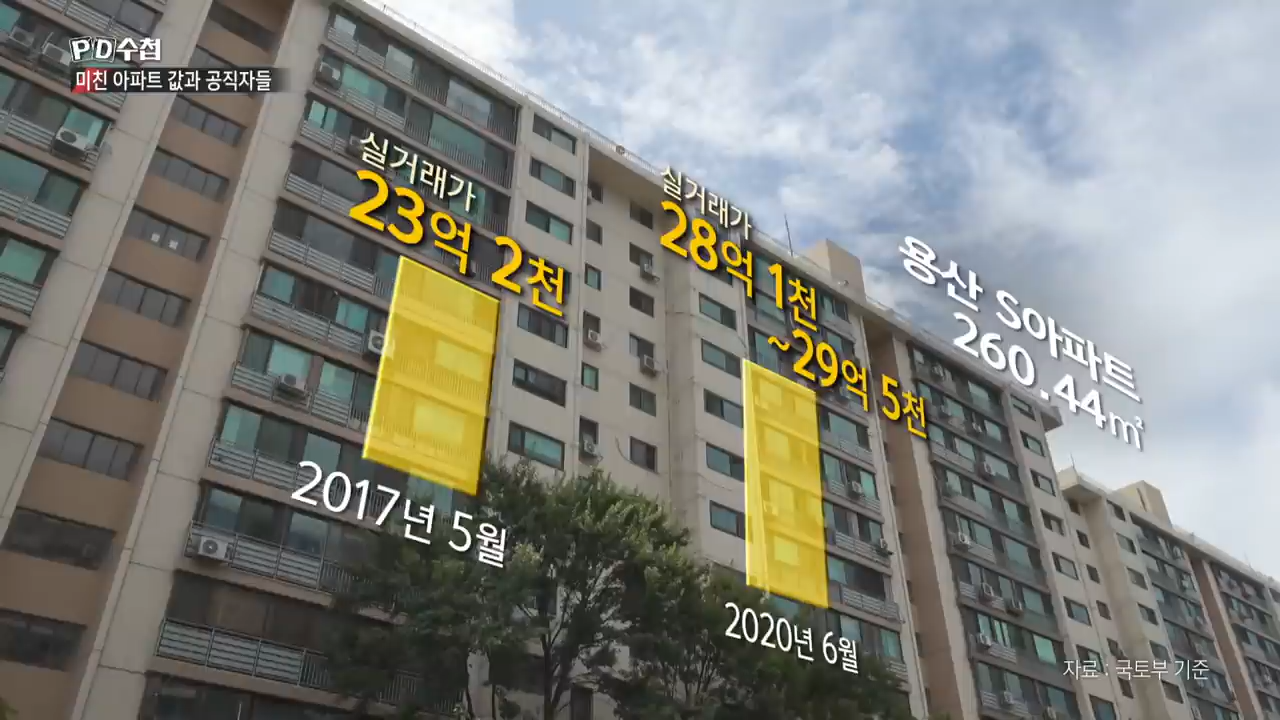 PD수첩
미친 아파트 값과 공직자들
실거래가
23억 2천
2017년 5월
실거래가
28억 1천
~29억 5천
2020년 6월
용산 S아파트
260.44㎡
자료 : 국토부 기준